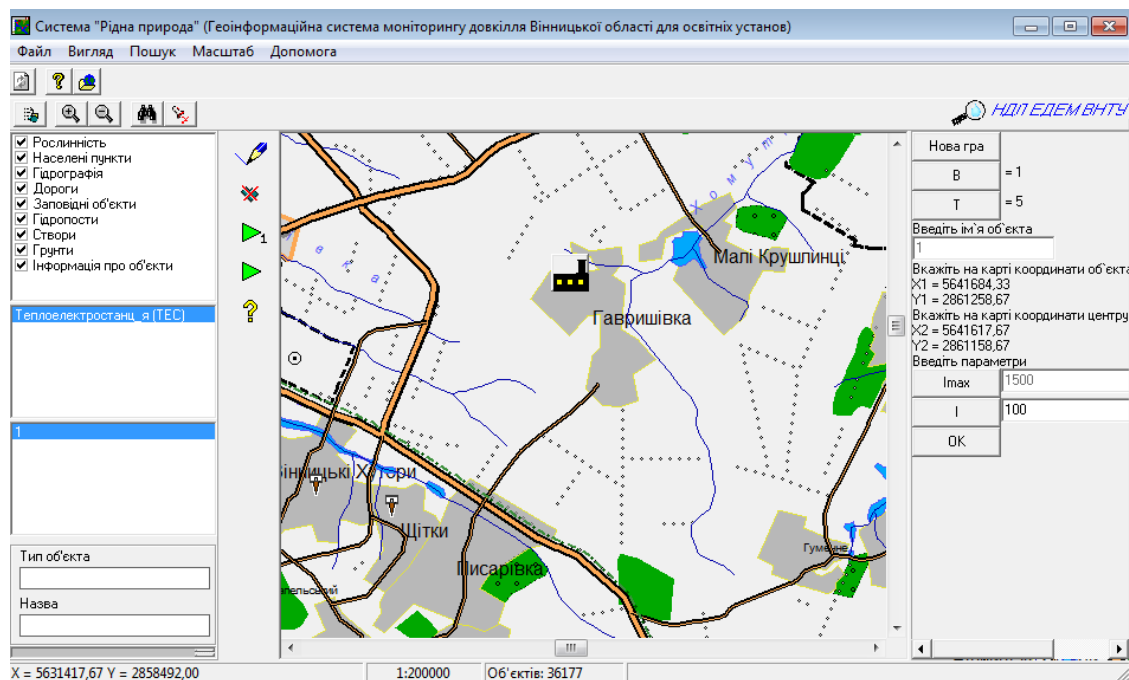 Система "Рідна природа" (Геоінформаційна система моніторингу довкілля Вінницької області для освітніх установ)
Файл Вигляд Пошук Масштаб Допомога
НДЛ ЕДЕМ ВНТУ
Рослинність
Населені пункти
Гідрографія
Дороги
Заповідні об'єкти
Гідропости
Створи
Грунти
Інформація про об'єкти
Теплоелектростанц_я (ТЕС)
1
Тип об'єкта
Назва
1
Хомут
ека
Малі Крушлинці
Гавришівка
Вінницькі Хутори
Щітки
Писарівка
Гуменне
Нова гра
В = 1
Т = 5
Введіть ім`я об`єкта
1
Вкажіть на карті координати об`єкта
X1 = 5641684,33
Y1 = 2861258,67
Вкажіть на карті координати центру
X2 = 5641617,67
Y2 = 2861158,67
Введіть параметри
Imax 1500
I 100
OK
X = 5631417,67 Y = 2858492,00 1:200000 Об'єктів: 36177